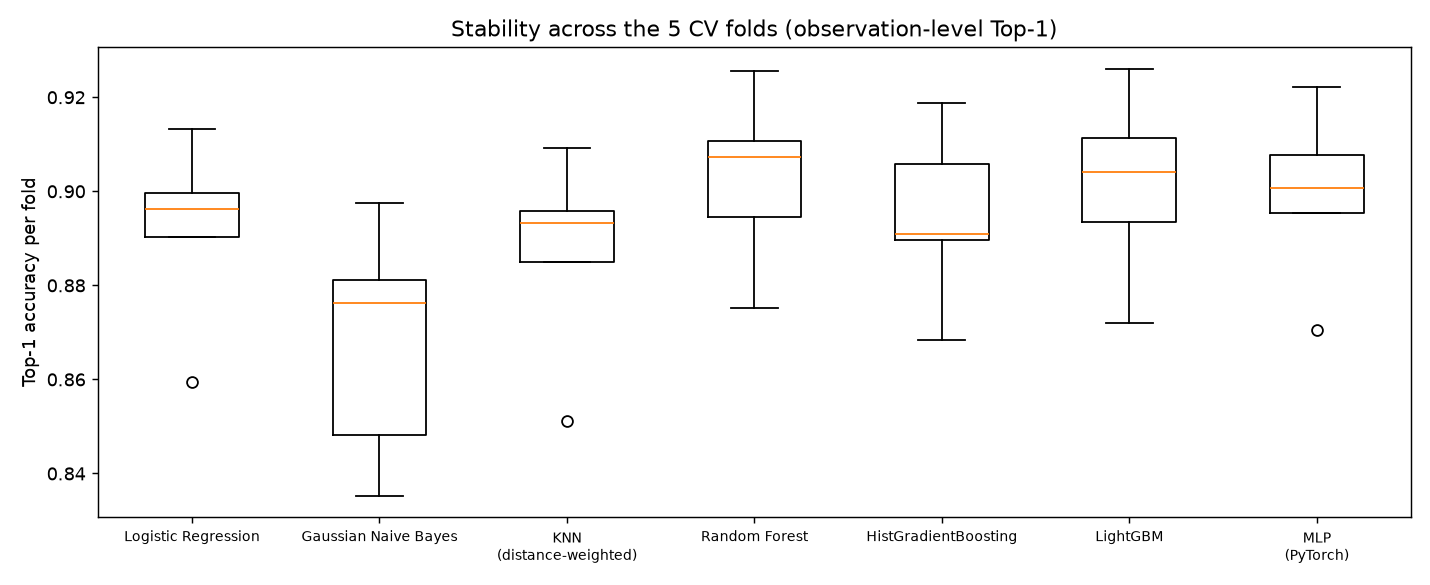 Stability across the 5 CV folds (observation-level Top-1)
Top-1 accuracy per fold
0.92
0.90
0.88
0.86
0.84
Logistic Regression
Gaussian Naive Bayes
KNN
(distance-weighted)
Random Forest
HistGradientBoosting
LightGBM
MLP
(PyTorch)